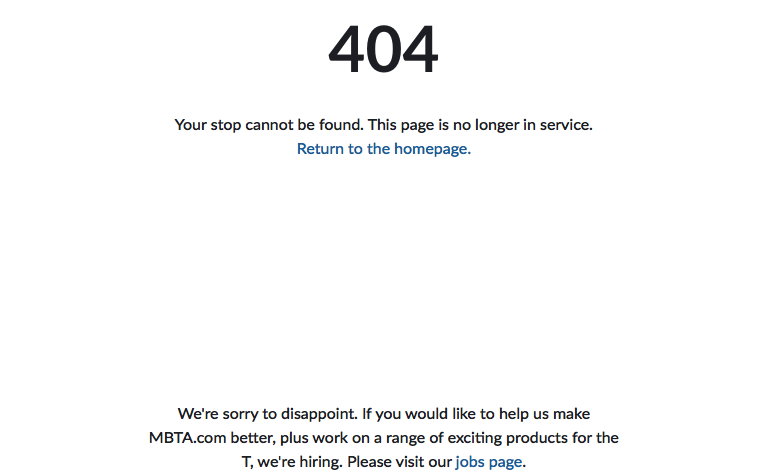 404
Your stop cannot be found. This page is no longer in service.
Return to the homepage.
We're sorry to disappoint. If you would like to help us make
MBTA.com better, plus work on a range of exciting products for the
T, we're hiring. Please visit our jobs page.